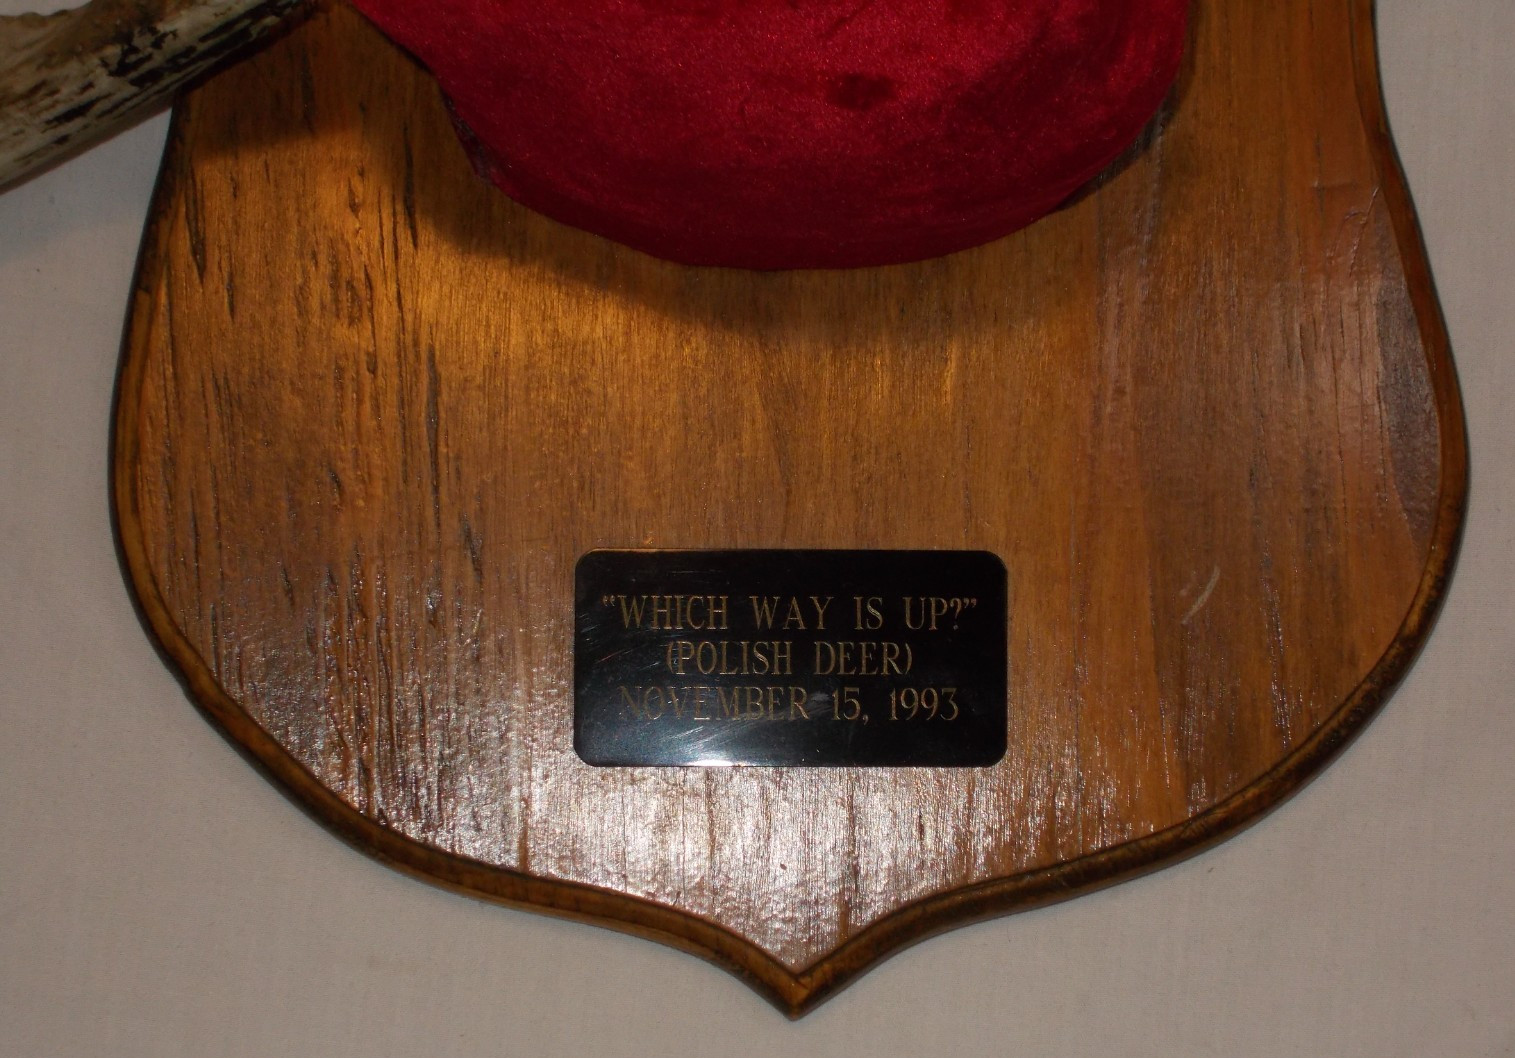 “WHICH WAY IS UP?”
(POLISH DEER)
NOVEMBER 15, 1993